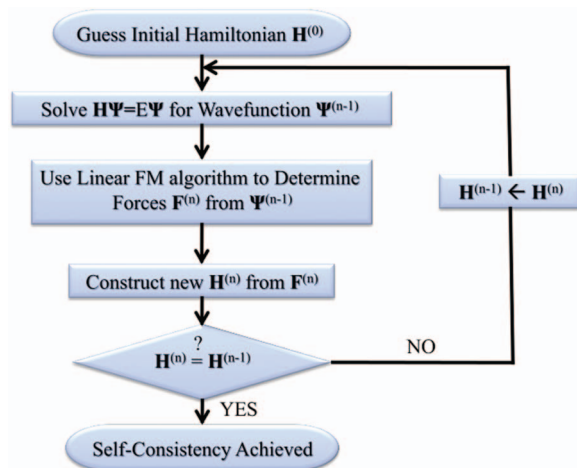 Guess Initial Hamiltonian H⁽⁰⁾
Solve HΨ=EΨ for Wavefunction Ψ⁽ⁿ⁻¹⁾
Use Linear FM algorithm to Determine
Forces F⁽ⁿ⁾ from Ψ⁽ⁿ⁻¹⁾
H⁽ⁿ⁻¹⁾ ← H⁽ⁿ⁾
Construct new H⁽ⁿ⁾ from F⁽ⁿ⁾
?
H⁽ⁿ⁾ = H⁽ⁿ⁻¹⁾
NO
YES
Self-Consistency Achieved